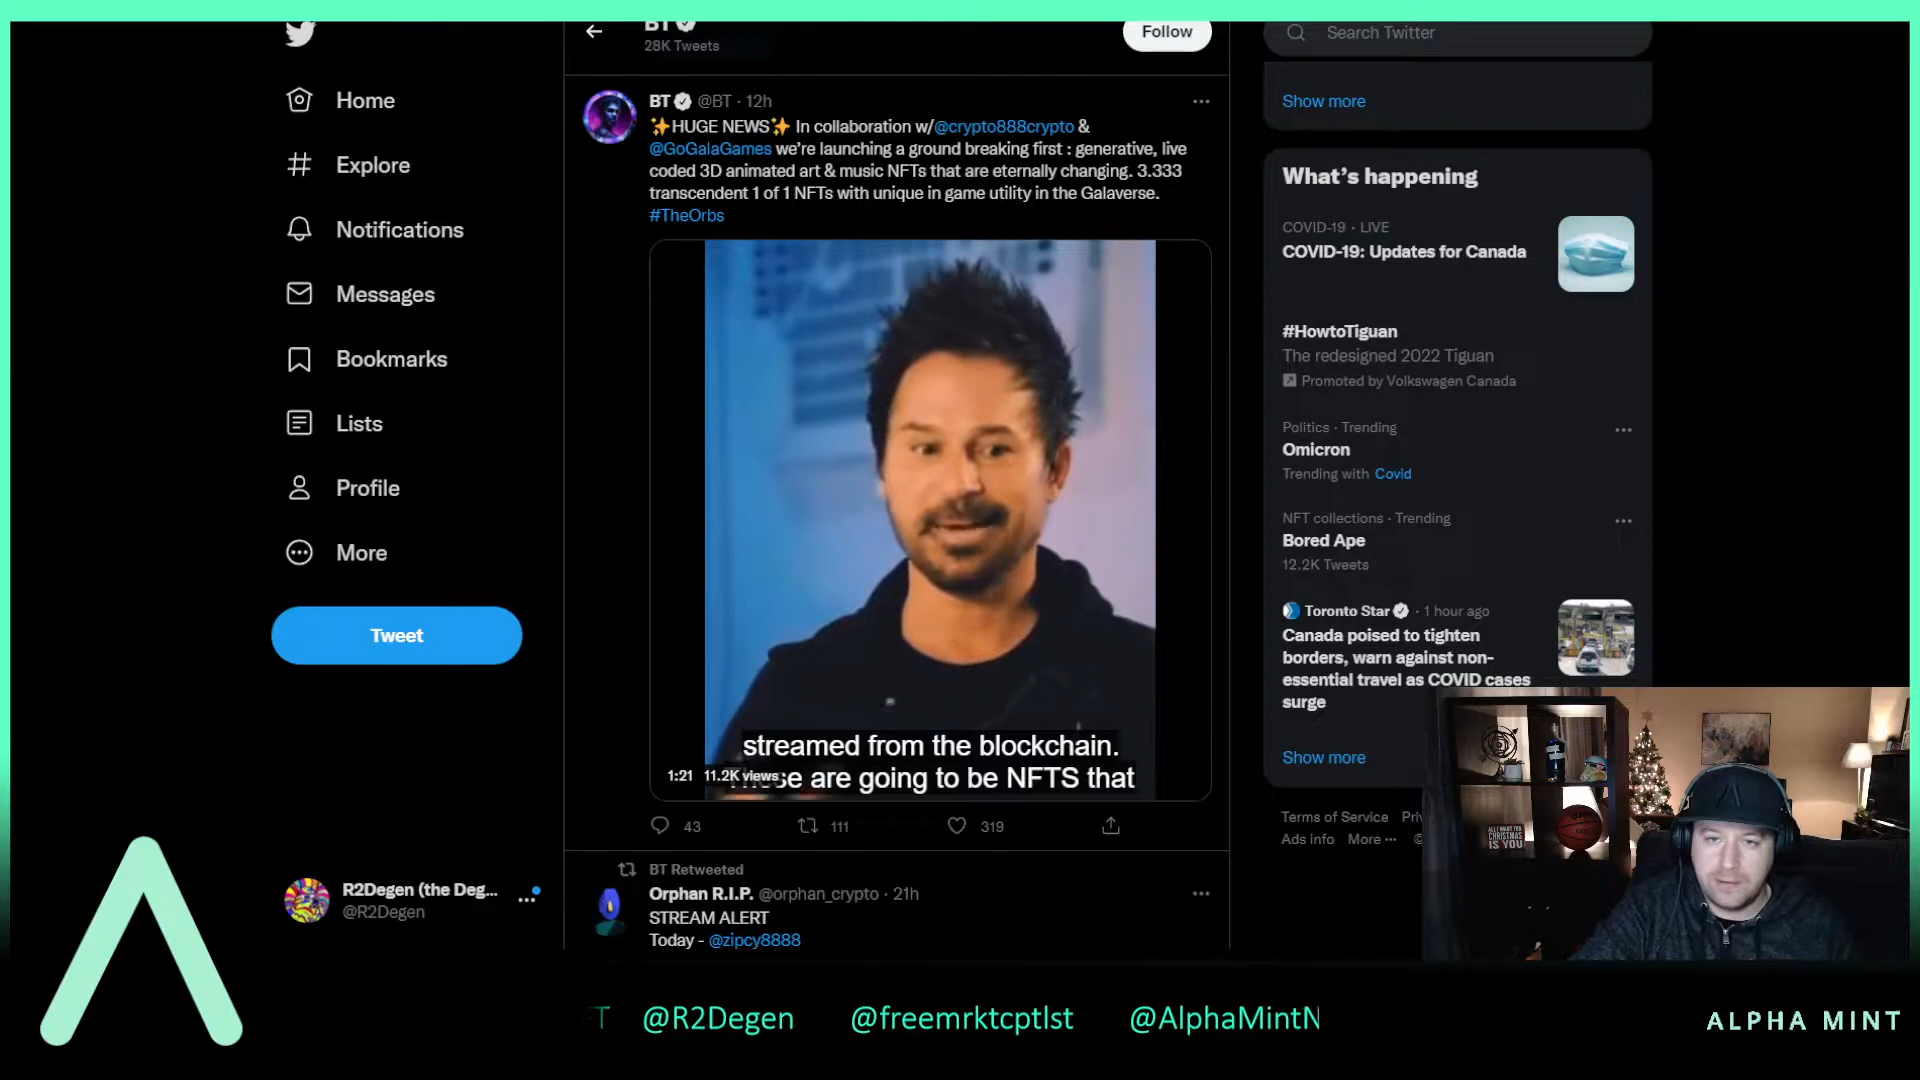 BT
28K Tweets
Follow
Search Twitter
Home
Explore
Notifications
Messages
Bookmarks
Lists
Profile
More
Tweet
R2Degen (the Deg...
@R2Degen
BT @BT · 12h
✨HUGE NEWS✨ In collaboration w/@crypto888crypto &
@GoGalaGames we're launching a ground breaking first : generative, live
coded 3D animated art & music NFTs that are eternally changing. 3.333
transcendent 1 of 1 NFTs with unique in game utility in the Galaverse.
#TheOrbs
streamed from the blockchain.
are going to be NFTS that
1:21 11.2K views
43 111 319
BT Retweeted
Orphan R.I.P. @orphan_crypto · 21h
STREAM ALERT
Today - @zipcy8888
Show more
What's happening
COVID-19 · LIVE
COVID-19: Updates for Canada
#HowtoTiguan
The redesigned 2022 Tiguan
Promoted by Volkswagen Canada
Politics · Trending
Omicron
Trending with Covid
NFT collections · Trending
Bored Ape
12.2K Tweets
Toronto Star · 1 hour ago
Canada poised to tighten
borders, warn against non-
essential travel as COVID cases
surge
Show more
Terms of Service
Ads info More ···
ALL I WANT FOR
CHRISTMAS
IS YOU
@R2Degen @freemrktcptlst @AlphaMintN
ALPHA MINT